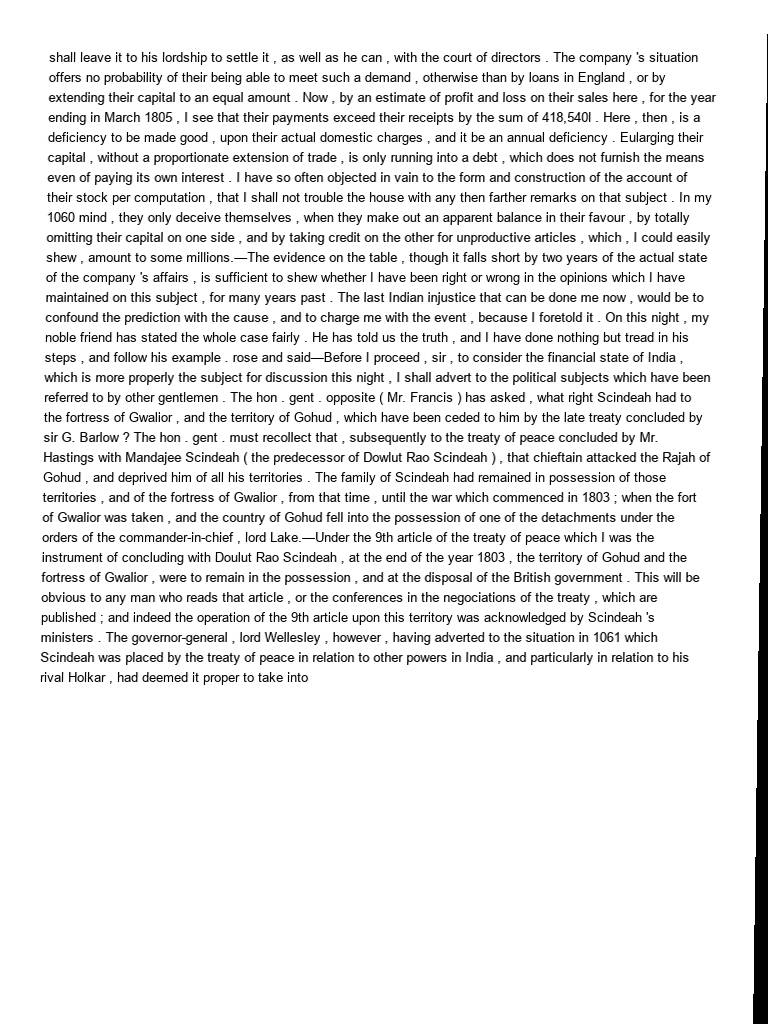 shall leave it to his lordship to settle it , as well as he can , with the court of directors . The company 's situation
offers no probability of their being able to meet such a demand , otherwise than by loans in England , or by
extending their capital to an equal amount . Now , by an estimate of profit and loss on their sales here , for the year
ending in March 1805 , I see that their payments exceed their receipts by the sum of 418,540l . Here , then , is a
deficiency to be made good , upon their actual domestic charges , and it be an annual deficiency . Eularging their
capital , without a proportionate extension of trade , is only running into a debt , which does not furnish the means
even of paying its own interest . I have so often objected in vain to the form and construction of the account of
their stock per computation , that I shall not trouble the house with any then farther remarks on that subject . In my
1060 mind , they only deceive themselves , when they make out an apparent balance in their favour , by totally
omitting their capital on one side , and by taking credit on the other for unproductive articles , which , I could easily
shew , amount to some millions.—The evidence on the table , though it falls short by two years of the actual state
of the company 's affairs , is sufficient to shew whether I have been right or wrong in the opinions which I have
maintained on this subject , for many years past . The last Indian injustice that can be done me now , would be to
confound the prediction with the cause , and to charge me with the event , because I foretold it . On this night , my
noble friend has stated the whole case fairly . He has told us the truth , and I have done nothing but tread in his
steps , and follow his example . rose and said—Before I proceed , sir , to consider the financial state of India ,
which is more properly the subject for discussion this night , I shall advert to the political subjects which have been
referred to by other gentlemen . The hon . gent . opposite ( Mr. Francis ) has asked , what right Scindeah had to
the fortress of Gwalior , and the territory of Gohud , which have been ceded to him by the late treaty concluded by
sir G. Barlow ? The hon . gent . must recollect that , subsequently to the treaty of peace concluded by Mr.
Hastings with Mandajee Scindeah ( the predecessor of Dowlut Rao Scindeah ) , that chieftain attacked the Rajah of
Gohud , and deprived him of all his territories . The family of Scindeah had remained in possession of those
territories , and of the fortress of Gwalior , from that time , until the war which commenced in 1803 ; when the fort
of Gwalior was taken , and the country of Gohud fell into the possession of one of the detachments under the
orders of the commander-in-chief , lord Lake.—Under the 9th article of the treaty of peace which I was the
instrument of concluding with Doulut Rao Scindeah , at the end of the year 1803 , the territory of Gohud and the
fortress of Gwalior , were to remain in the possession , and at the disposal of the British government . This will be
obvious to any man who reads that article , or the conferences in the negociations of the treaty , which are
published ; and indeed the operation of the 9th article upon this territory was acknowledged by Scindeah 's
ministers . The governor-general , lord Wellesley , however , having adverted to the situation in 1061 which
Scindeah was placed by the treaty of peace in relation to other powers in India , and particularly in relation to his
rival Holkar , had deemed it proper to take into